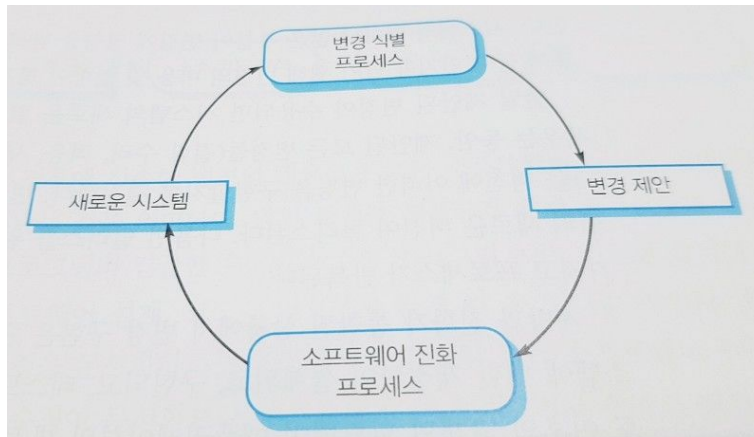 변경 식별
프로세스
변경 제안
소프트웨어 진화
프로세스
새로운 시스템